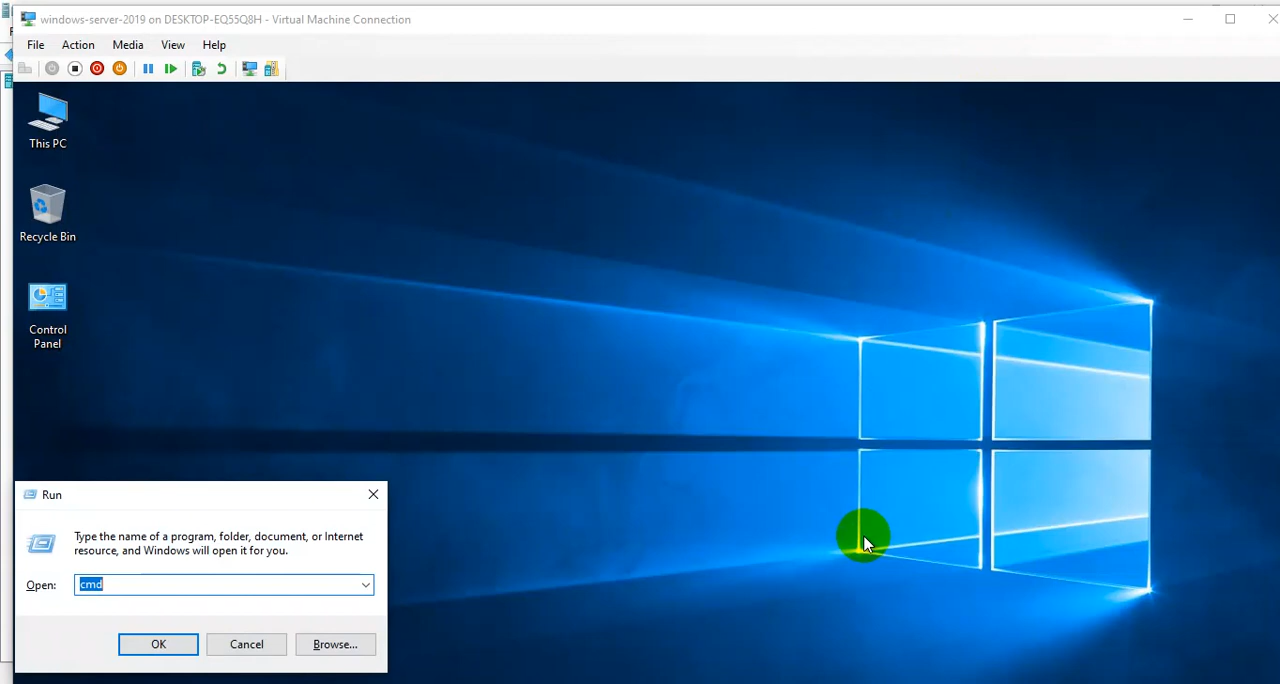 windows-server-2019 on DESKTOP-EQ55Q8H - Virtual Machine Connection
File Action Media View Help
This PC
Recycle Bin
Control
Panel
Run
Type the name of a program, folder, document, or Internet
resource, and Windows will open it for you.
Open: cmd
OK Cancel Browse...